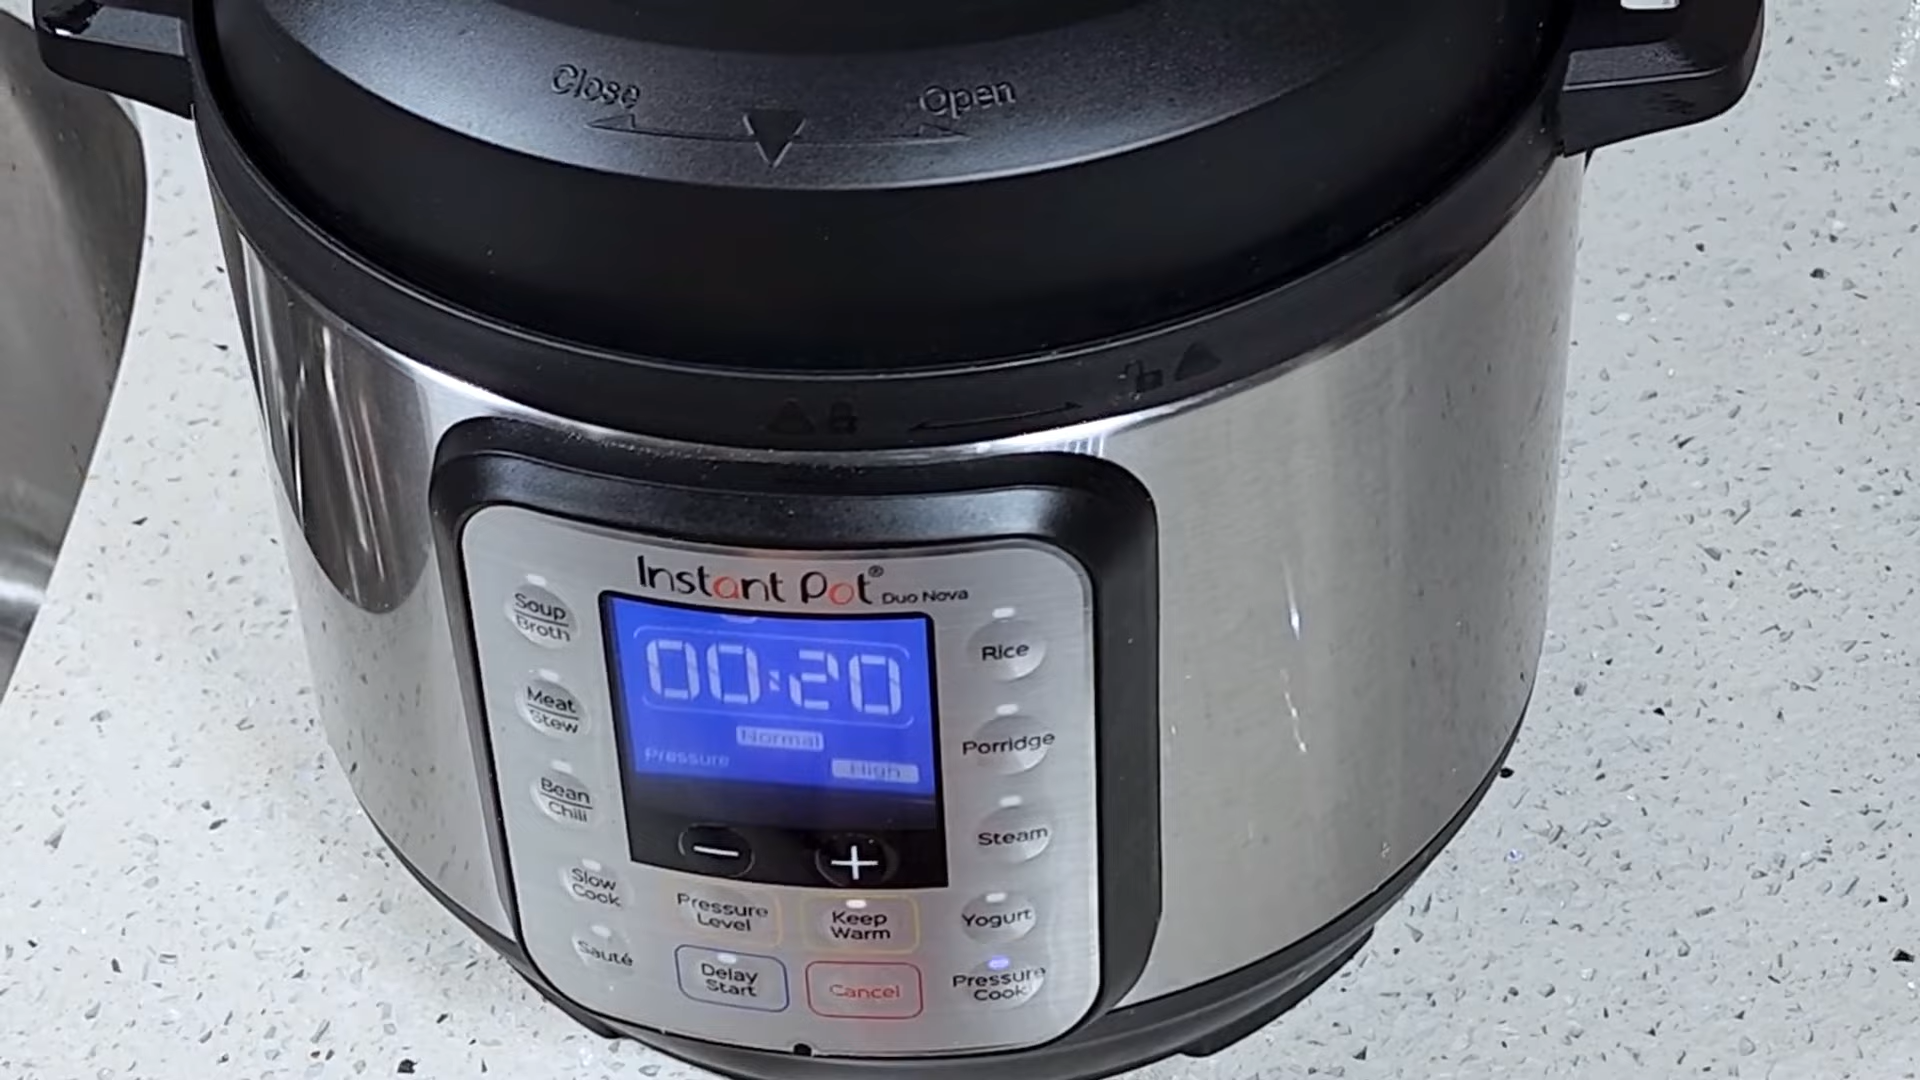 Close
Open
Instant Pot® Duo Nova
00:20
Normal
Pressure
High
Soup
Broth
Meat
Stew
Bean
Chili
Slow
Cook
Sauté
Rice
Porridge
Steam
Yogurt
Pressure
Cook
−
+
Pressure
Level
Keep
Warm
Delay
Start
Cancel